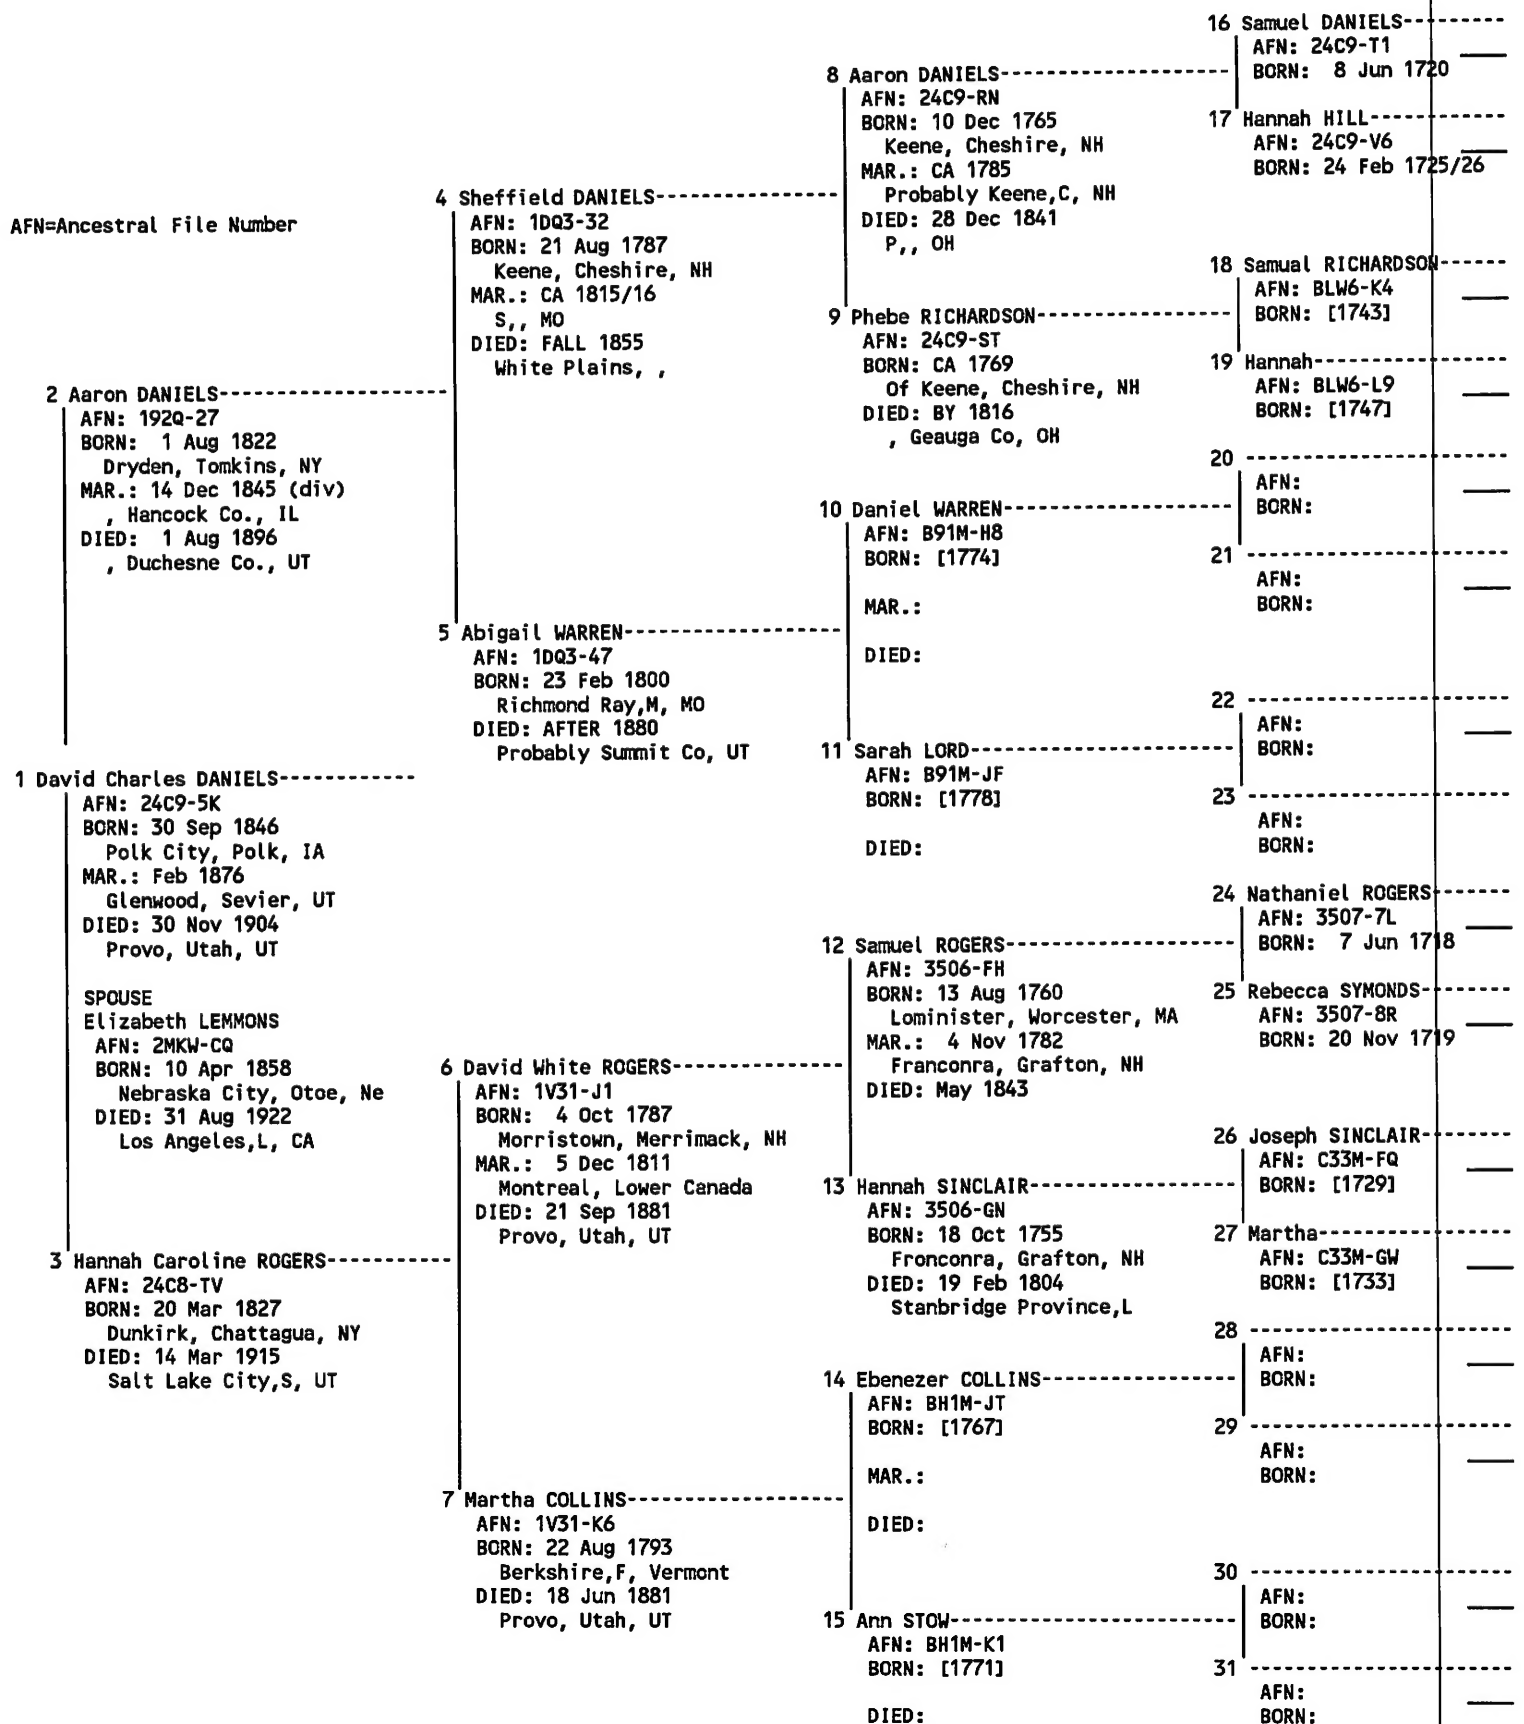 AFN=Ancestral File Number
1 David Charles DANIELS------------
AFN: 24C9-5K
BORN: 30 Sep 1846
Polk City, Polk, IA
MAR.: Feb 1876
Glenwood, Sevier, UT
DIED: 30 Nov 1904
Provo, Utah, UT
SPOUSE
Elizabeth LEMMONS
AFN: 2MKW-CQ
BORN: 10 Apr 1858
Nebraska City, Otoe, Ne
DIED: 31 Aug 1922
Los Angeles,L, CA
2 Aaron DANIELS--------------------
AFN: 192Q-27
BORN:  1 Aug 1822
Dryden, Tomkins, NY
MAR.: 14 Dec 1845 (div)
, Hancock Co., IL
DIED:  1 Aug 1896
, Duchesne Co., UT
3 Hannah Caroline ROGERS-----------
AFN: 24C8-TV
BORN: 20 Mar 1827
Dunkirk, Chattagua, NY
DIED: 14 Mar 1915
Salt Lake City,S, UT
4 Sheffield DANIELS----------------
AFN: 1DQ3-32
BORN: 21 Aug 1787
Keene, Cheshire, NH
MAR.: CA 1815/16
S,, MO
DIED: FALL 1855
White Plains, ,
5 Abigail WARREN-------------------
AFN: 1DQ3-47
BORN: 23 Feb 1800
Richmond Ray,M, MO
DIED: AFTER 1880
Probably Summit Co, UT
6 David White ROGERS---------------
AFN: 1V31-J1
BORN:  4 Oct 1787
Morristown, Merrimack, NH
MAR.:  5 Dec 1811
Montreal, Lower Canada
DIED: 21 Sep 1881
Provo, Utah, UT
7 Martha COLLINS-------------------
AFN: 1V31-K6
BORN: 22 Aug 1793
Berkshire,F, Vermont
DIED: 18 Jun 1881
Provo, Utah, UT
8 Aaron DANIELS--------------------
AFN: 24C9-RN
BORN: 10 Dec 1765
Keene, Cheshire, NH
MAR.: CA 1785
Probably Keene,C, NH
DIED: 28 Dec 1841
P,, OH
9 Phebe RICHARDSON-----------------
AFN: 24C9-ST
BORN: CA 1769
Of Keene, Cheshire, NH
DIED: BY 1816
, Geauga Co, OH
10 Daniel WARREN--------------------
AFN: B91M-H8
BORN: [1774]
MAR.:
DIED:
11 Sarah LORD-----------------------
AFN: B91M-JF
BORN: [1778]
DIED:
12 Samuel ROGERS--------------------
AFN: 3506-FH
BORN: 13 Aug 1760
Lominister, Worcester, MA
MAR.:  4 Nov 1782
Franconra, Grafton, NH
DIED: May 1843
13 Hannah SINCLAIR------------------
AFN: 3506-GN
BORN: 18 Oct 1755
Fronconra, Grafton, NH
DIED: 19 Feb 1804
Stanbridge Province,L
14 Ebenezer COLLINS-----------------
AFN: BH1M-JT
BORN: [1767]
MAR.:
DIED:
15 Ann STOW-------------------------
AFN: BH1M-K1
BORN: [1771]
DIED:
16 Samuel DANIELS---------
AFN: 24C9-T1
BORN:  8 Jun 1720
17 Hannah HILL------------
AFN: 24C9-V6
BORN: 24 Feb 1725/26
18 Samual RICHARDSON------
AFN: BLW6-K4
BORN: [1743]
19 Hannah-----------------
AFN: BLW6-L9
BORN: [1747]
20 ------------------------
AFN:
BORN:
21 ------------------------
AFN:
BORN:
22 ------------------------
AFN:
BORN:
23 ------------------------
AFN:
BORN:
24 Nathaniel ROGERS-------
AFN: 3507-7L
BORN:  7 Jun 1718
25 Rebecca SYMONDS--------
AFN: 3507-8R
BORN: 20 Nov 1719
26 Joseph SINCLAIR--------
AFN: C33M-FQ
BORN: [1729]
27 Martha-----------------
AFN: C33M-GW
BORN: [1733]
28 ------------------------
AFN:
BORN:
29 ------------------------
AFN:
BORN:
30 ------------------------
AFN:
BORN:
31 ------------------------
AFN:
BORN: